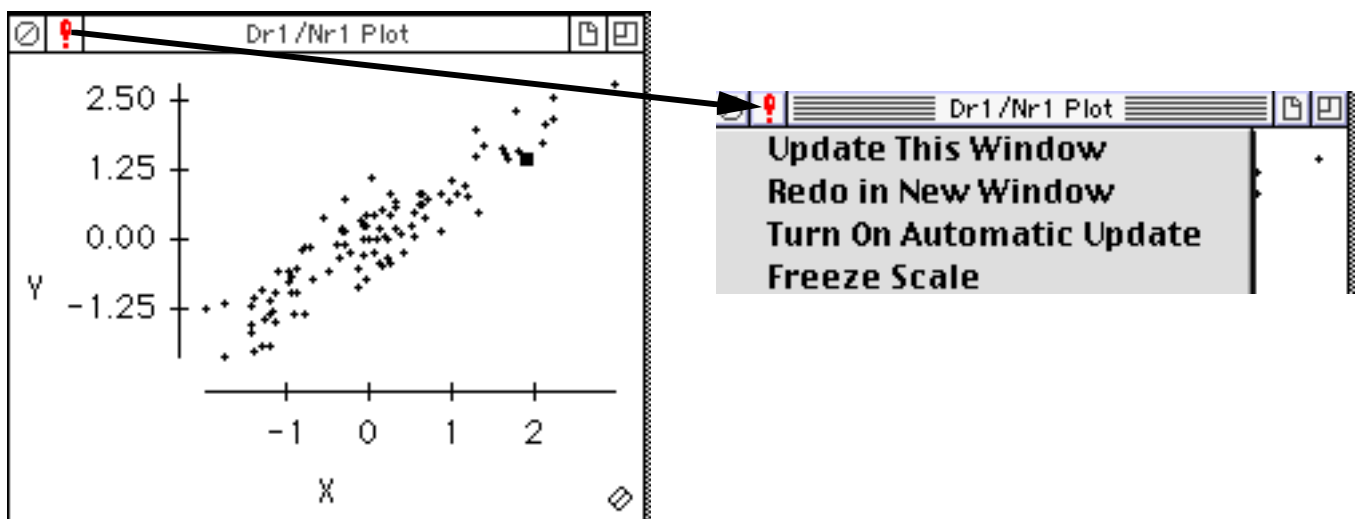 Dr1/Nr1 Plot
2.50
1.25
0.00
Y
-1.25
-1 0 1 2
X
Dr1/Nr1 Plot
Update This Window
Redo in New Window
Turn On Automatic Update
Freeze Scale